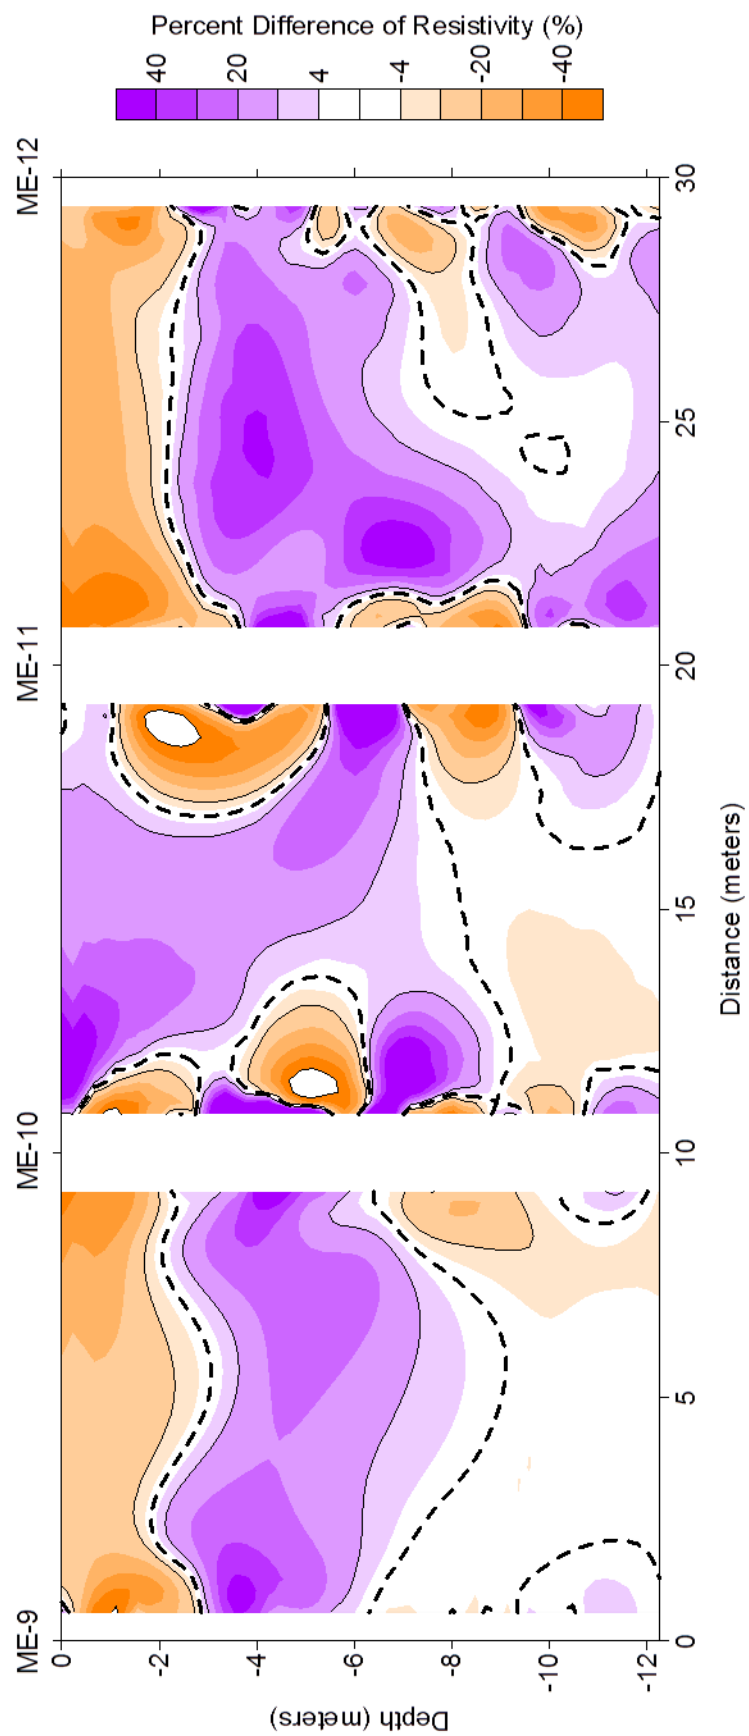 Percent Difference of Resistivity (%)
40 20 4 -4 -20 -40
ME-9 ME-10 ME-11 ME-12
0
-2
-4
-6
-8
-10
-12
Depth (meters)
0 5 10 15 20 25 30
Distance (meters)